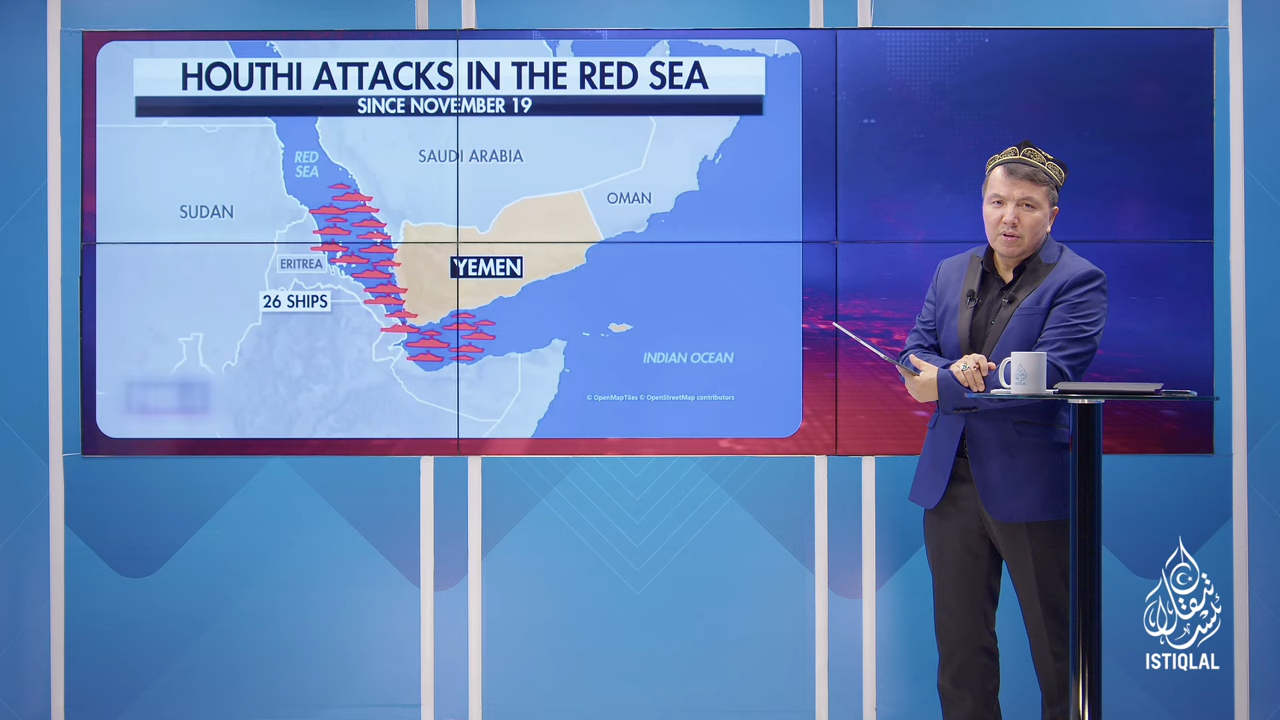 HOUTHI ATTACKS IN THE RED SEA
SINCE NOVEMBER 19
RED
SEA
SAUDI ARABIA
OMAN
SUDAN
ERITREA
YEMEN
26 SHIPS
INDIAN OCEAN
© OpenMapTiles © OpenStreetMap contributors
ئىستىقلال
ISTIQLAL